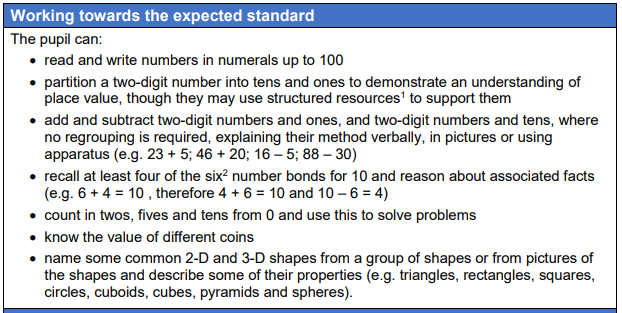 Working towards the expected standard
The pupil can:
• read and write numbers in numerals up to 100
• partition a two-digit number into tens and ones to demonstrate an understanding of
place value, though they may use structured resources¹ to support them
• add and subtract two-digit numbers and ones, and two-digit numbers and tens, where
no regrouping is required, explaining their method verbally, in pictures or using
apparatus (e.g. 23 + 5; 46 + 20; 16 – 5; 88 – 30)
• recall at least four of the six² number bonds for 10 and reason about associated facts
(e.g. 6 + 4 = 10 , therefore 4 + 6 = 10 and 10 – 6 = 4)
• count in twos, fives and tens from 0 and use this to solve problems
• know the value of different coins
• name some common 2-D and 3-D shapes from a group of shapes or from pictures of
the shapes and describe some of their properties (e.g. triangles, rectangles, squares,
circles, cuboids, cubes, pyramids and spheres).